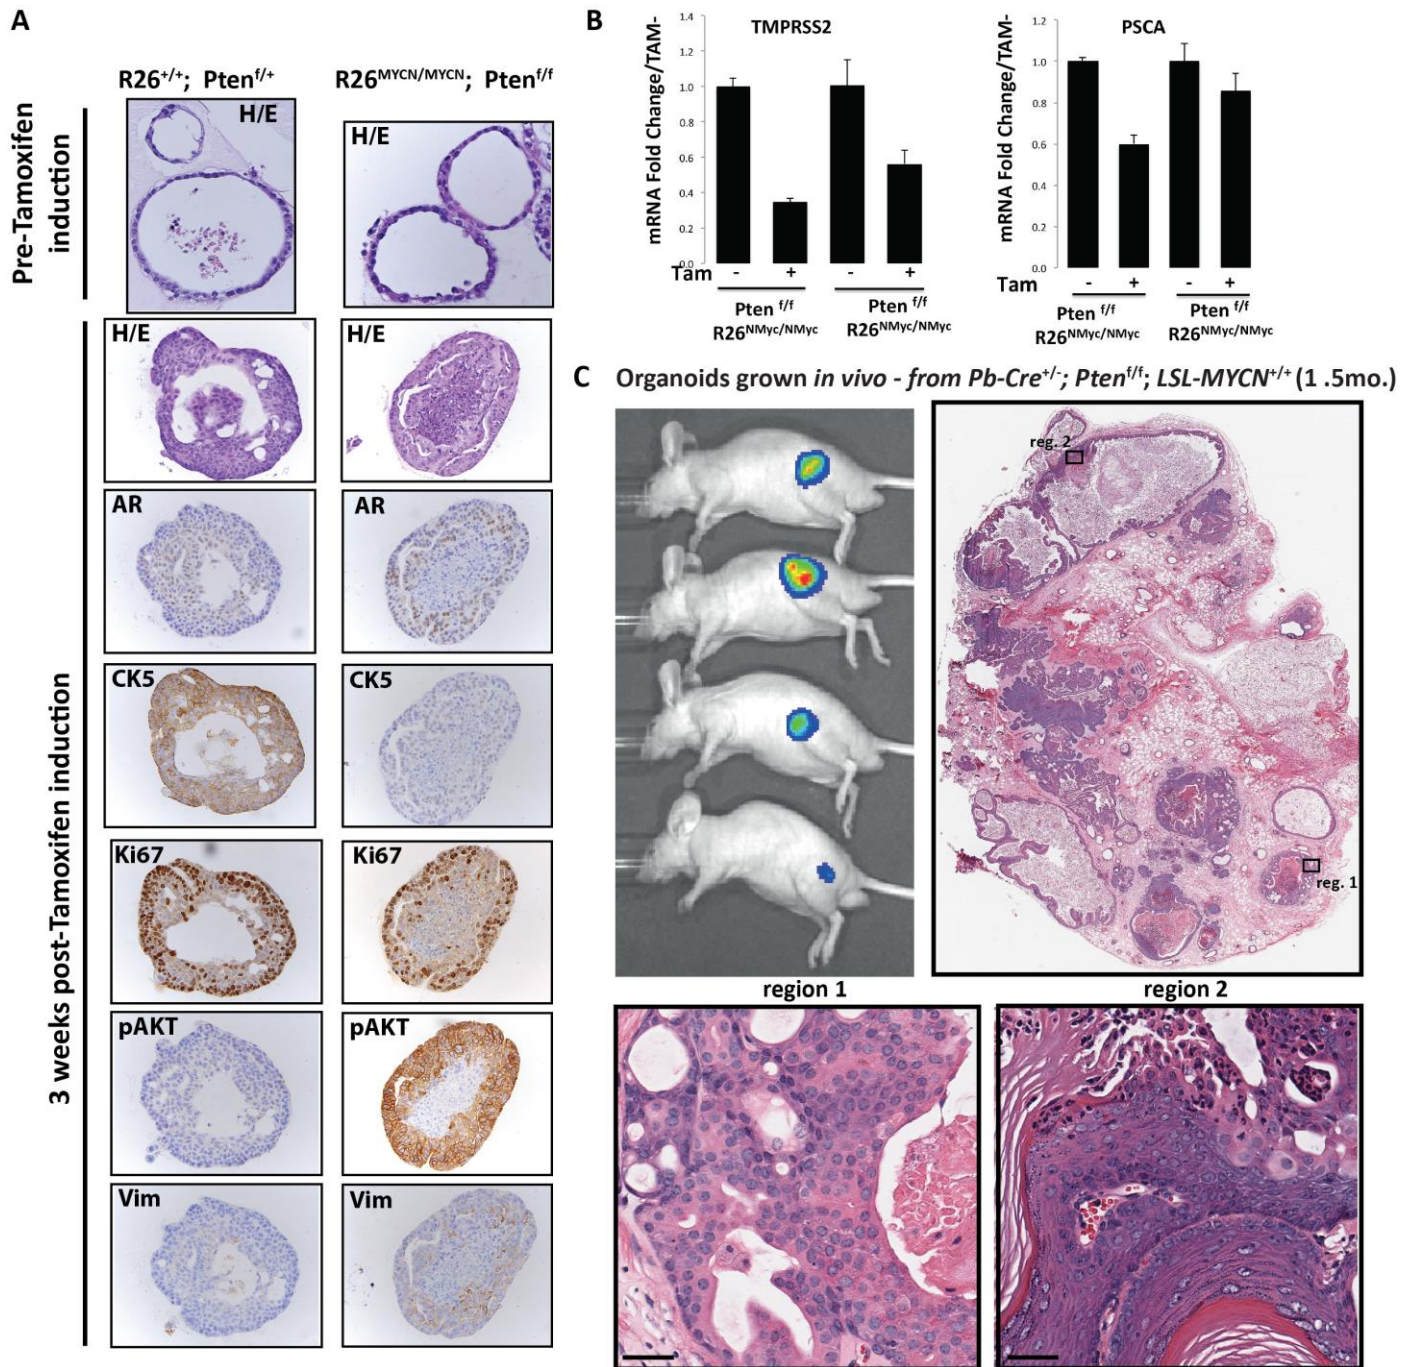 A
R26+/+; Pten f/+
R26MYCN/MYCN; Pten f/f
Pre-Tamoxifen
induction
H/E
H/E
3 weeks post-Tamoxifen induction
H/E
H/E
AR
AR
CK5
CK5
Ki67
Ki67
pAKT
pAKT
Vim
Vim
B
TMPRSS2
mRNA Fold Change/TAM-
1.4
1.2
1.0
0.8
0.6
0.4
0.2
0.0
Tam - + - +
Pten f/f
R26NMyc/NMyc
Pten f/f
R26NMyc/NMyc
PSCA
mRNA Fold Change/TAM-
1.2
1.0
0.8
0.6
0.4
0.2
0.0
Tam - + - +
Pten f/f
R26NMyc/NMyc
Pten f/f
R26NMyc/NMyc
C Organoids grown in vivo - from Pb-Cre+/-; Ptenf/f; LSL-MYCN+/+ (1 .5mo.)
reg. 2
reg. 1
region 1
region 2